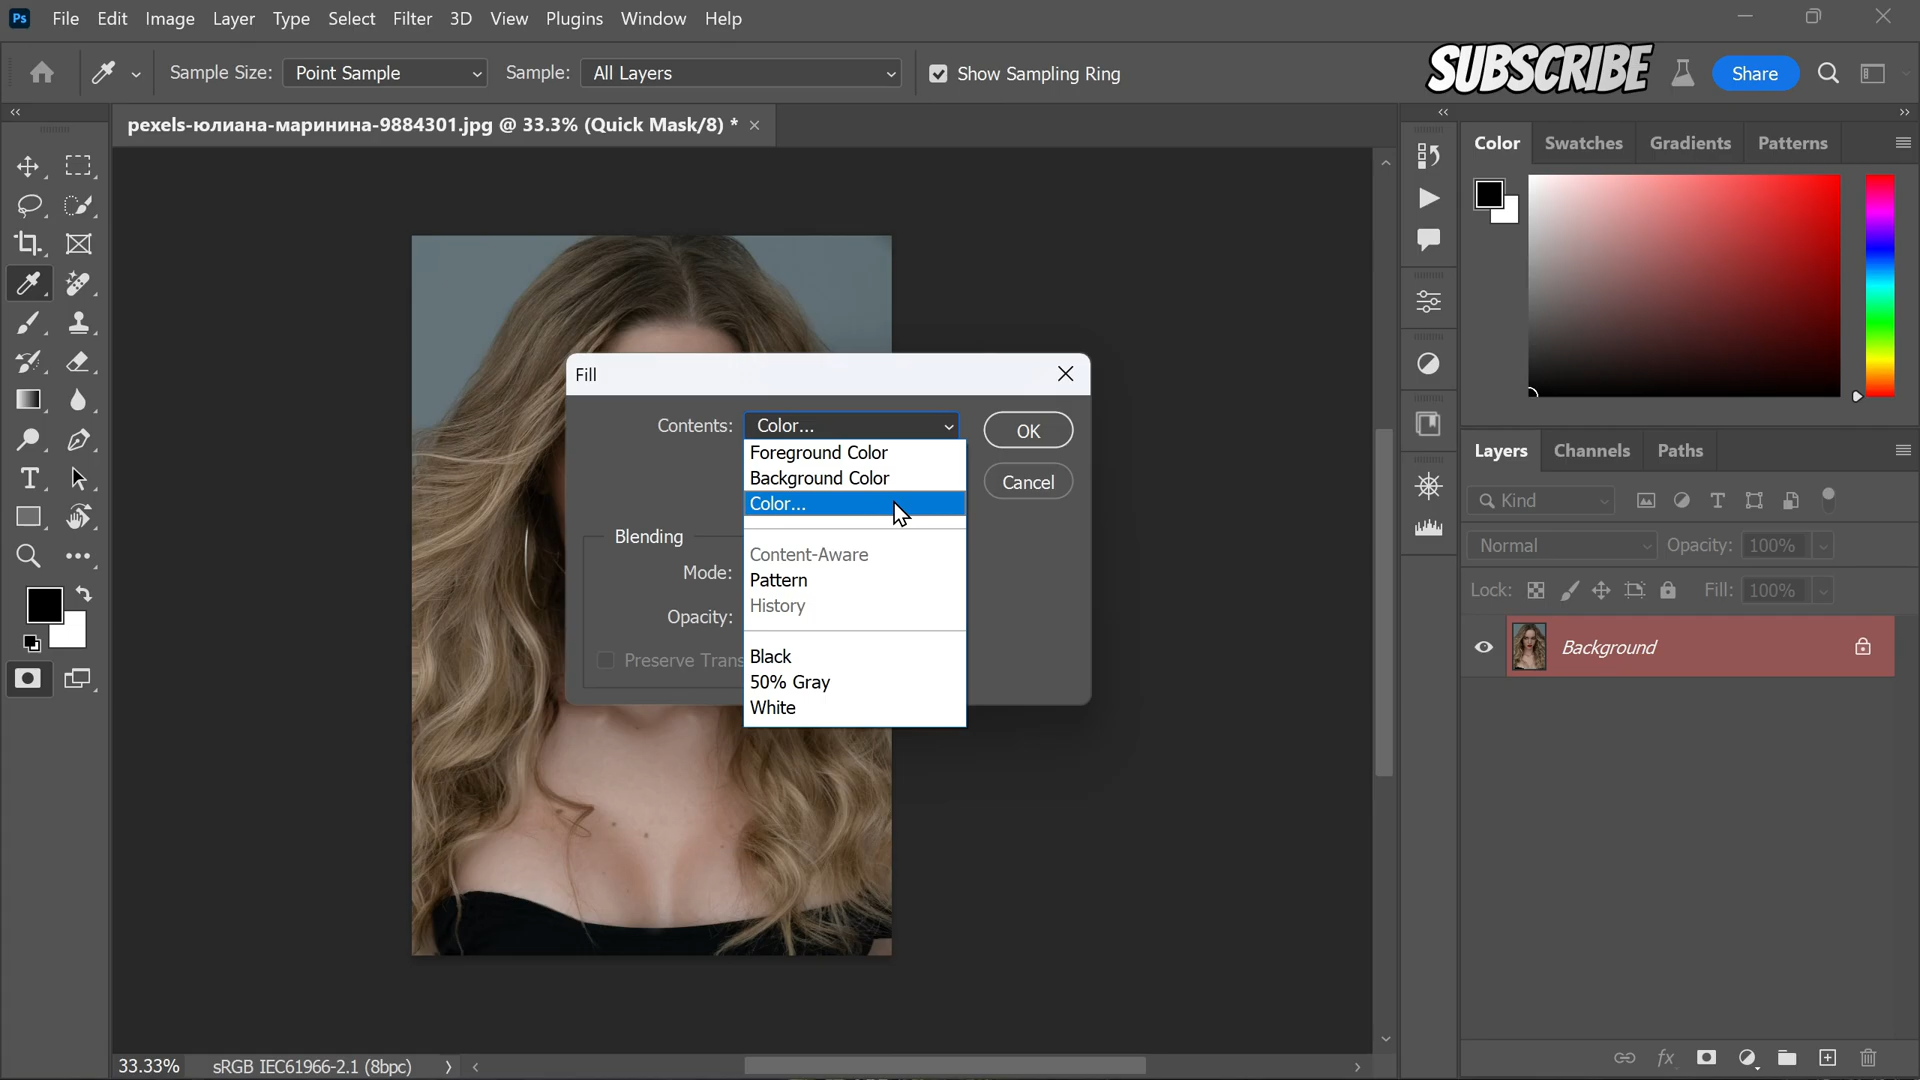 Ps File Edit Image Layer Type Select Filter 3D View Plugins Window Help
Sample Size: Point Sample Sample: All Layers Show Sampling Ring SUBSCRIBE Share
pexels-юлиана-маринина-9884301.jpg @ 33.3% (Quick Mask/8) *
Color Swatches Gradients Patterns
Fill
Contents: Color...
OK
Foreground Color
Background Color
Cancel
Color...
Blending
Content-Aware
Mode:
Pattern
History
Opacity:
Preserve Trans
Black
50% Gray
White
Layers Channels Paths
Kind
Normal Opacity: 100%
Lock: Fill: 100%
Background
33.33% sRGB IEC61966-2.1 (8bpc)